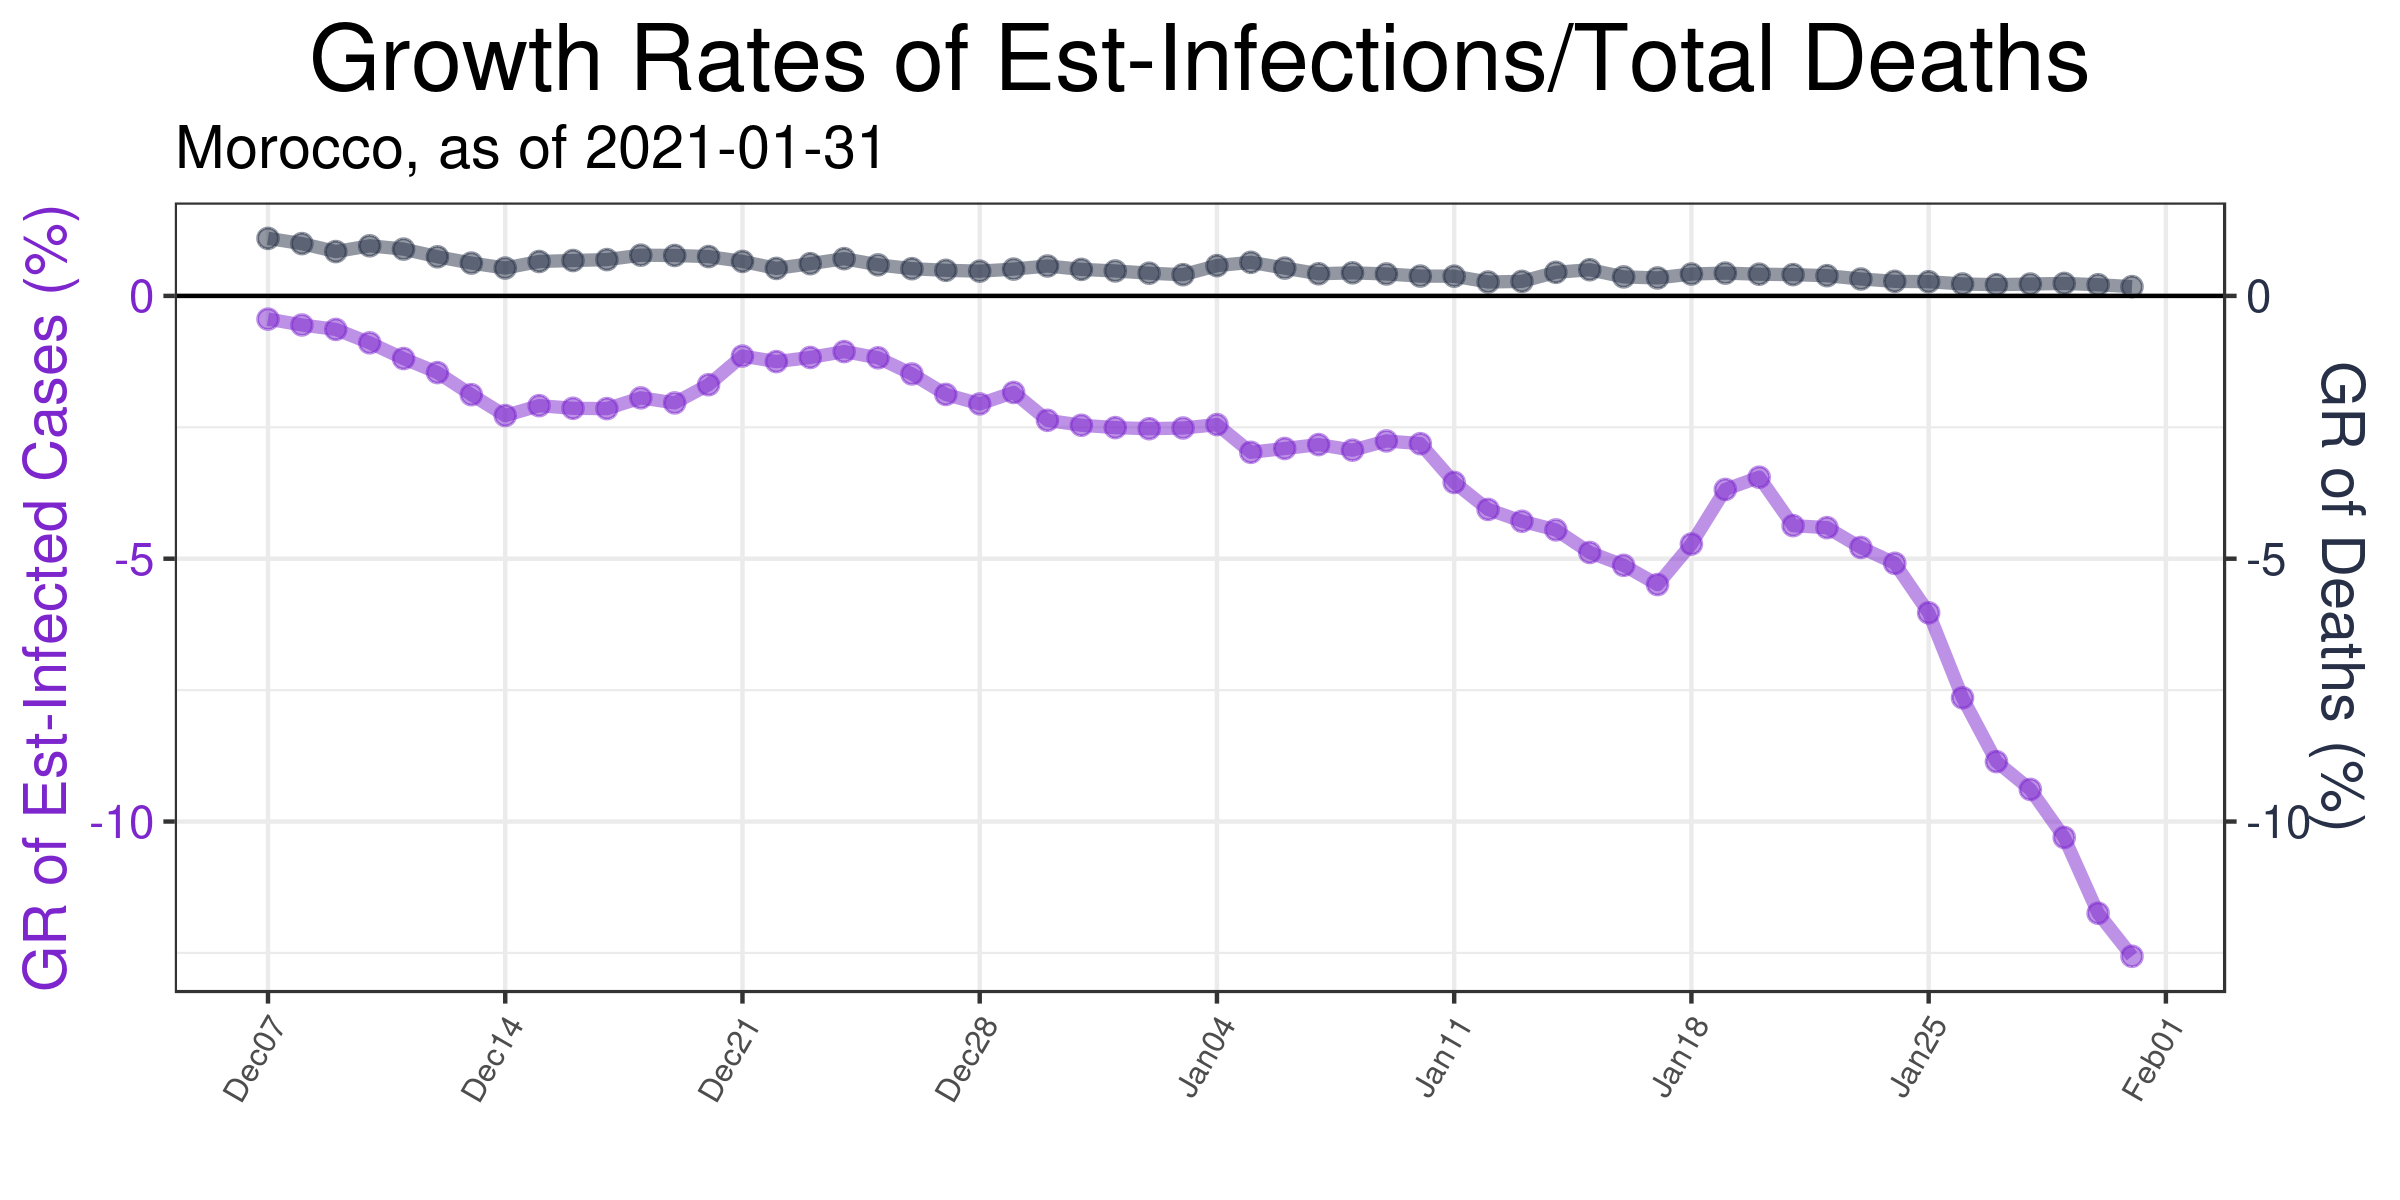 Growth Rates of Est-Infections/Total Deaths
Morocco, as of 2021-01-31
GR of Est-Infected Cases (%)
0
-5
-10
0
-5
-10
GR of Deaths (%)
Dec07
Dec14
Dec21
Dec28
Jan04
Jan11
Jan18
Jan25
Feb01